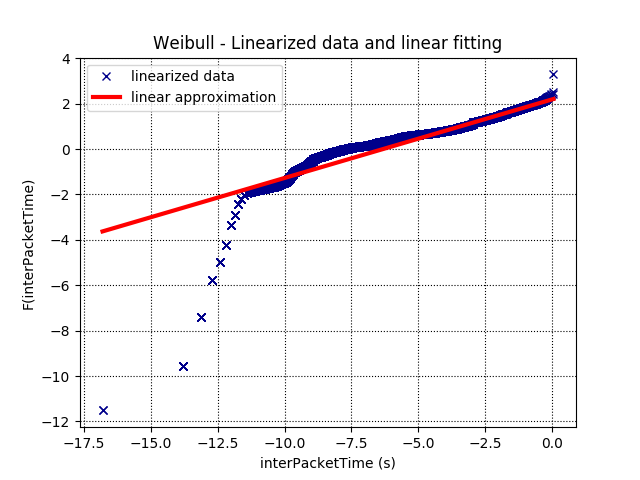 Weibull - Linearized data and linear fitting
linearized data
linear approximation
F(interPacketTime)
4
2
0
−2
−4
−6
−8
−10
−12
−17.5 −15.0 −12.5 −10.0 −7.5 −5.0 −2.5 0.0
interPacketTime (s)